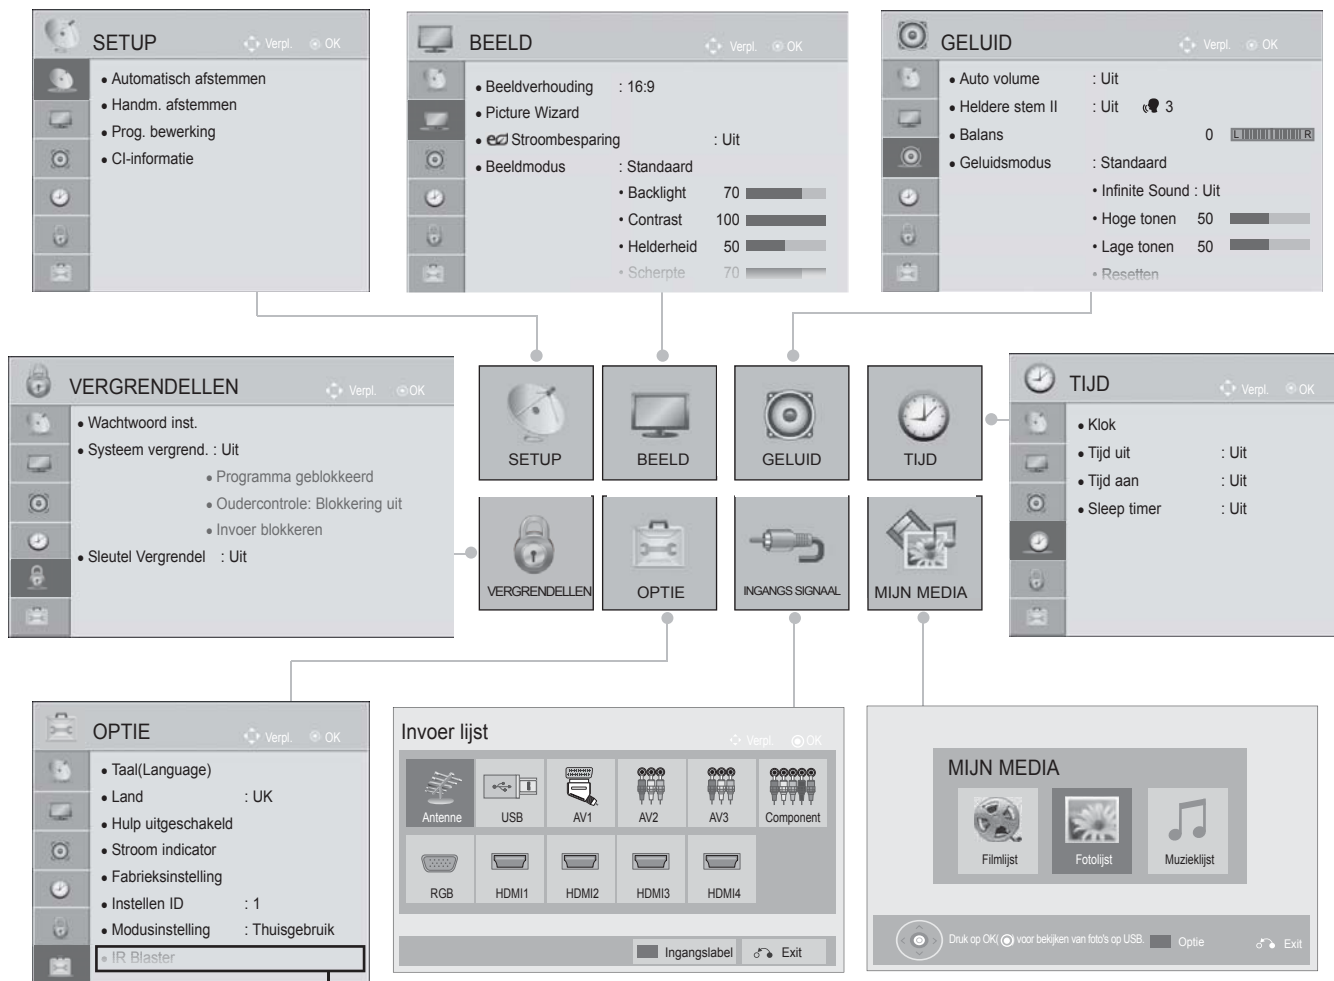 SETUP Verpl. OK
• Automatisch afstemmen
• Handm. afstemmen
• Prog. bewerking
• CI-informatie
BEELD Verpl. OK
• Beeldverhouding : 16:9
• Picture Wizard
• Stroombesparing : Uit
• Beeldmodus : Standaard
• Backlight 70
• Contrast 100
• Helderheid 50
• Scherpte 70
GELUID Verpl. OK
• Auto volume : Uit
• Heldere stem II : Uit 3
• Balans 0 L R
• Geluidsmodus : Standaard
• Infinite Sound : Uit
• Hoge tonen 50
• Lage tonen 50
• Resetten
VERGRENDELLEN Verpl. OK
• Wachtwoord inst.
• Systeem vergrend. : Uit
• Programma geblokkeerd
• Oudercontrole: Blokkering uit
• Invoer blokkeren
• Sleutel Vergrendel : Uit
SETUP
BEELD
GELUID
TIJD
VERGRENDELLEN
OPTIE
INGANGS SIGNAAL
MIJN MEDIA
TIJD Verpl. OK
• Klok
• Tijd uit : Uit
• Tijd aan : Uit
• Sleep timer : Uit
OPTIE Verpl. OK
• Taal(Language)
• Land : UK
• Hulp uitgeschakeld
• Stroom indicator
• Fabrieksinstelling
• Instellen ID : 1
• Modusinstelling : Thuisgebruik
• IR Blaster
Invoer lijst Verpl. OK
Antenne USB AV1 AV2 AV3 Component
RGB HDMI1 HDMI2 HDMI3 HDMI4
Ingangslabel Exit
MIJN MEDIA
Filmlijst Fotolijst Muzieklijst
Druk op OK( ) voor bekijken van foto's op USB. Optie Exit